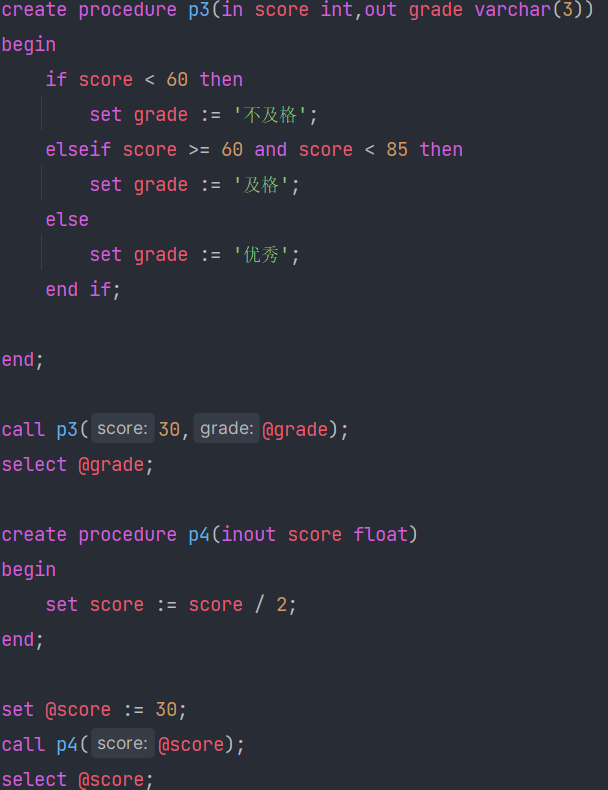 create procedure p3(in score int,out grade varchar(3))
begin
    if score < 60 then
        set grade := '不及格';
    elseif score >= 60 and score < 85 then
        set grade := '及格';
    else
        set grade := '优秀';
    end if;

end;

call p3( score: 30, grade: @grade);
select @grade;

create procedure p4(inout score float)
begin
    set score := score / 2;
end;

set @score := 30;
call p4( score: @score);
select @score;